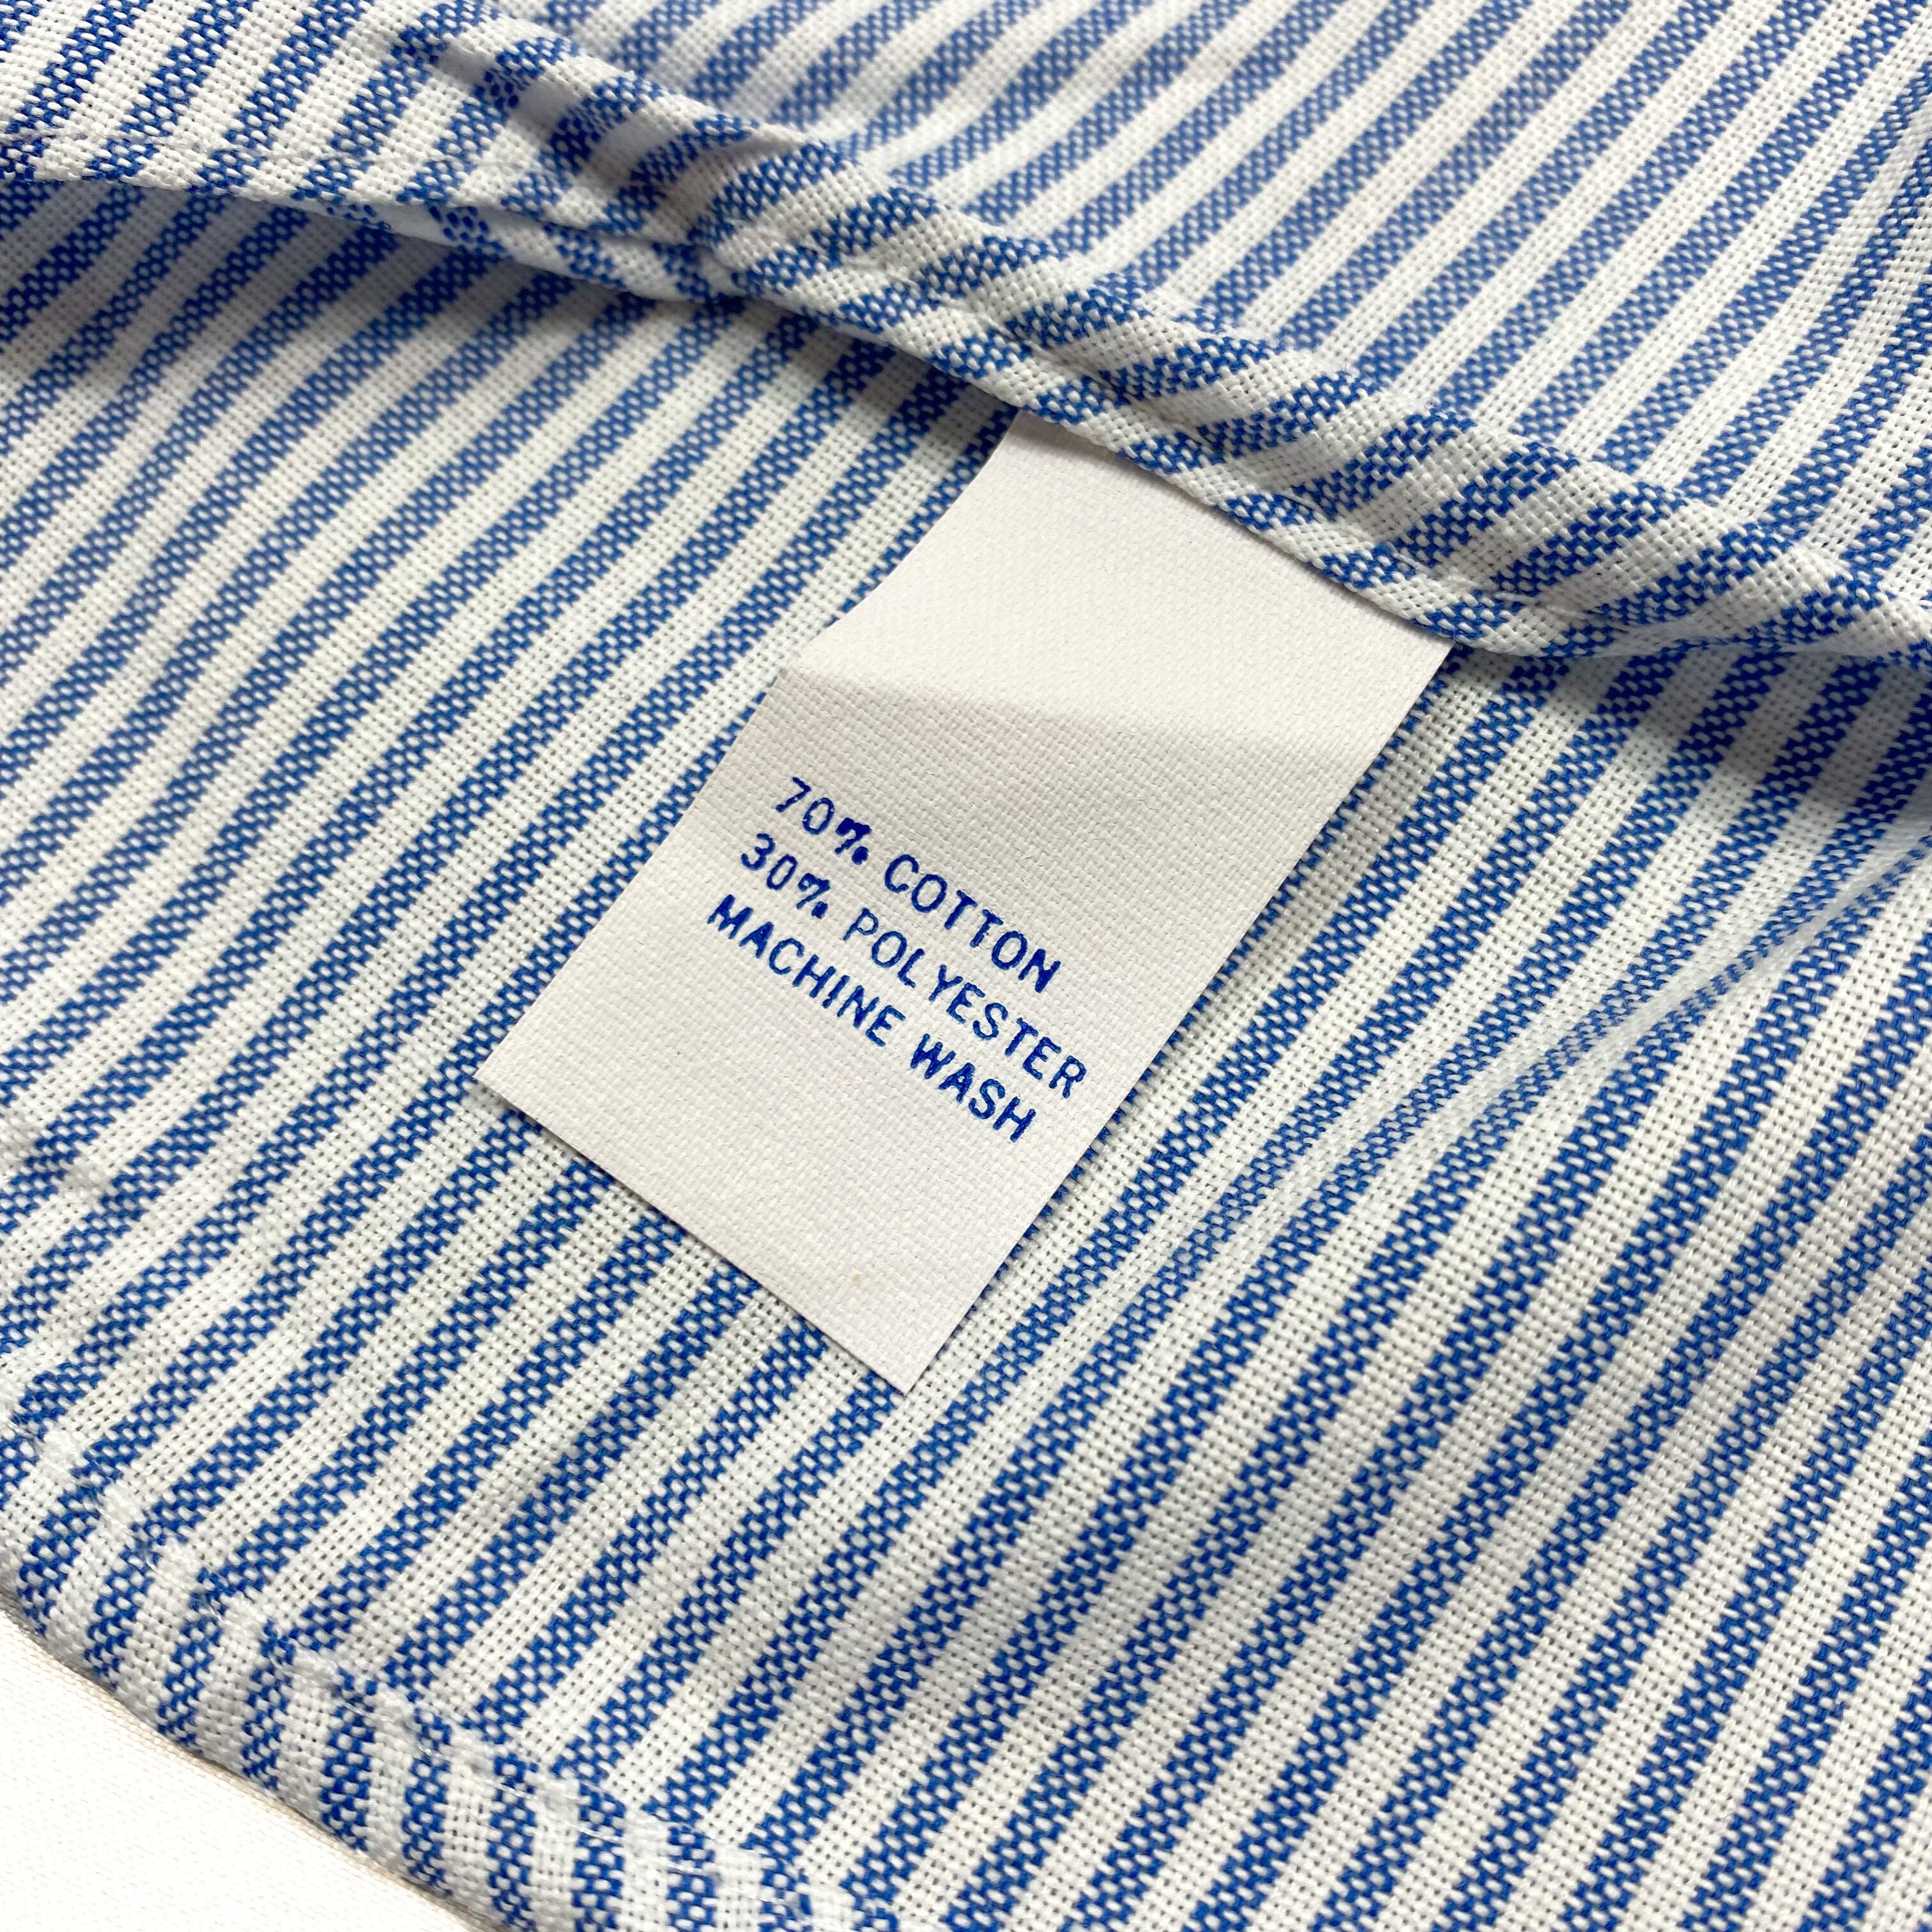 70% COTTON
30% POLYESTER
MACHINE WASH